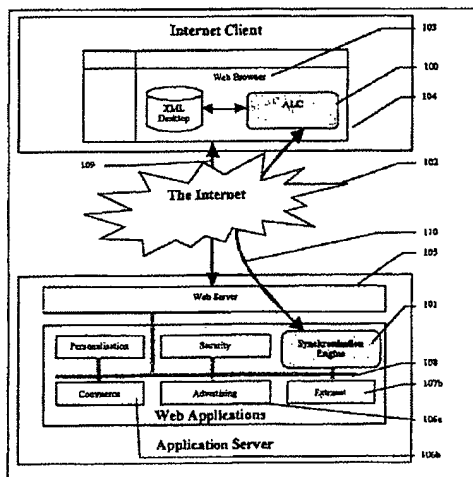 Internet Client
103
Web Browser
100
XML
Desktop
ALC
104
109
The Internet
102
110
105
Web Server
101
Personalisation
Security
Synchronisation
Engine
108
107b
Commerce
Advertising
Extranet
Web Applications
106a
Application Server
106b